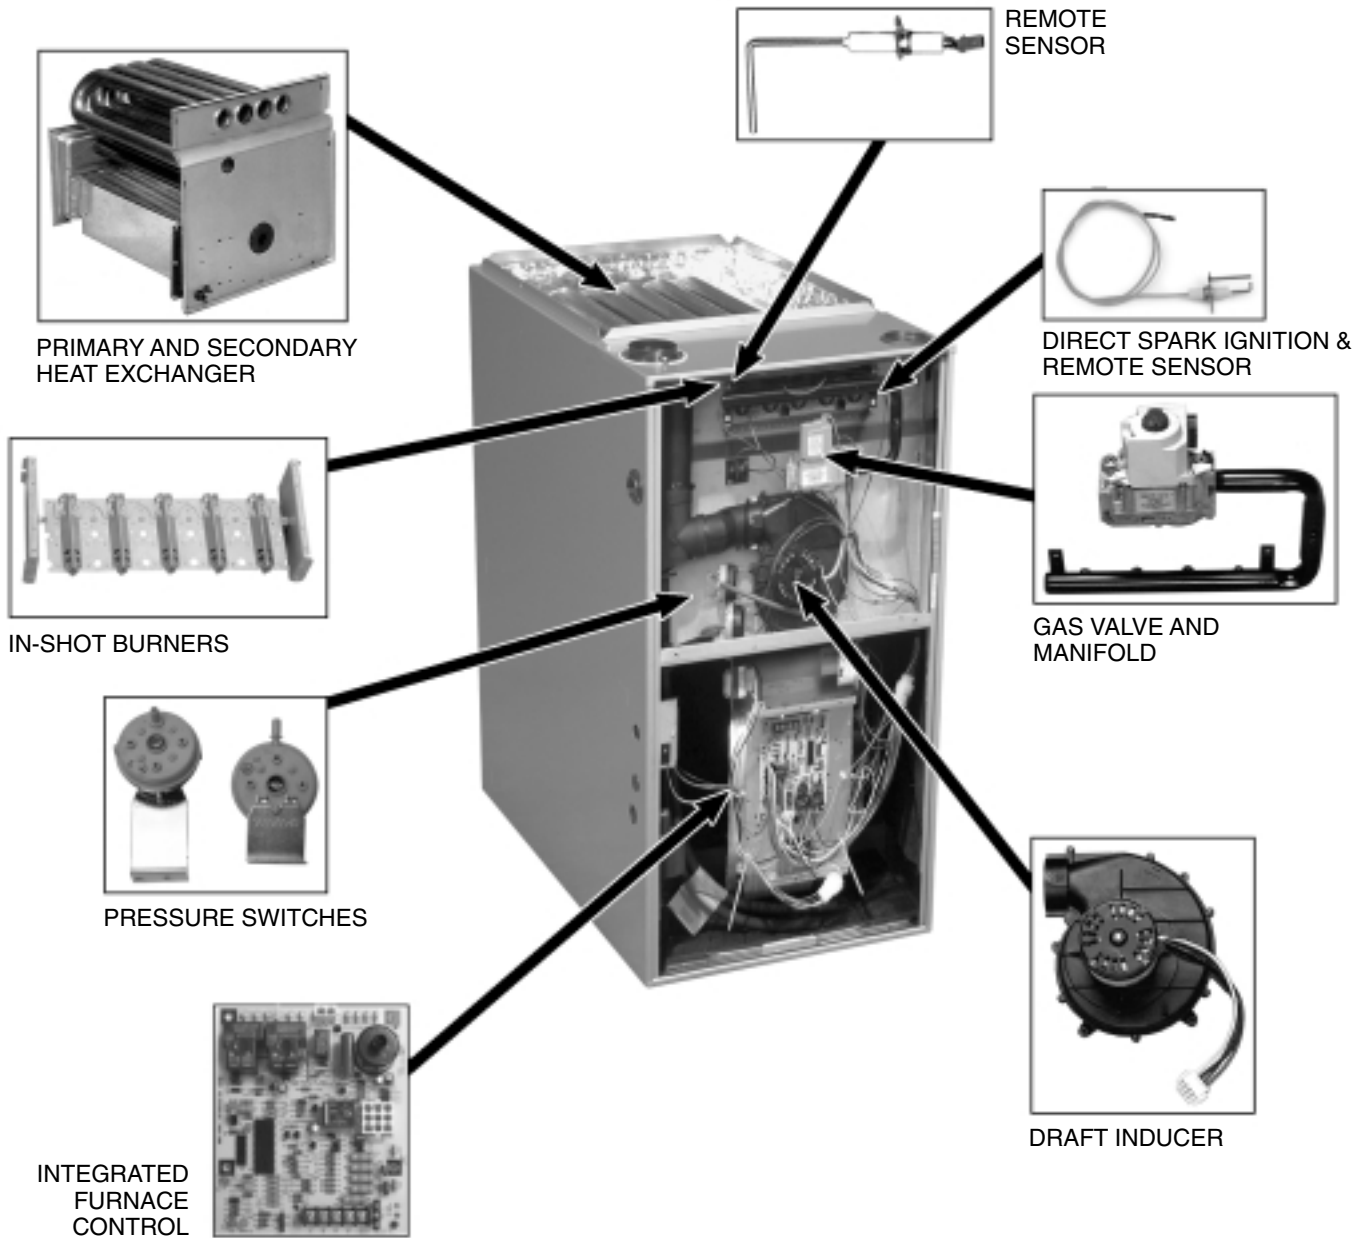 REMOTE
SENSOR
PRIMARY AND SECONDARY
HEAT EXCHANGER
DIRECT SPARK IGNITION &
REMOTE SENSOR
IN-SHOT BURNERS
GAS VALVE AND
MANIFOLD
PRESSURE SWITCHES
DRAFT INDUCER
INTEGRATED
FURNACE
CONTROL